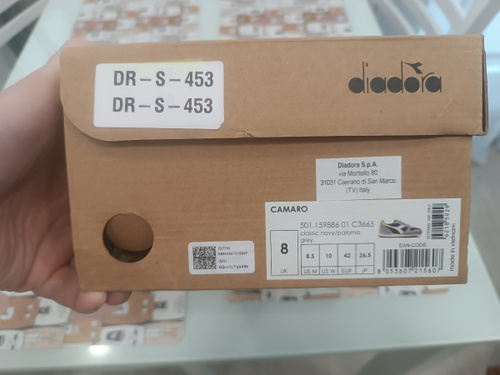 DR-S-453
DR-S-453
diadora
Diadora S.p.A.
via Montello 80
31031 Caerano di San Marco
(TV) Italy
CAMARO
501.159886 01 C3665
classic navy/paloma
grey
8
UK
8.5
US M
10
US W
42
EUR
26.5
JP
EAN-CODE
8 053607 215607
made in vietnam